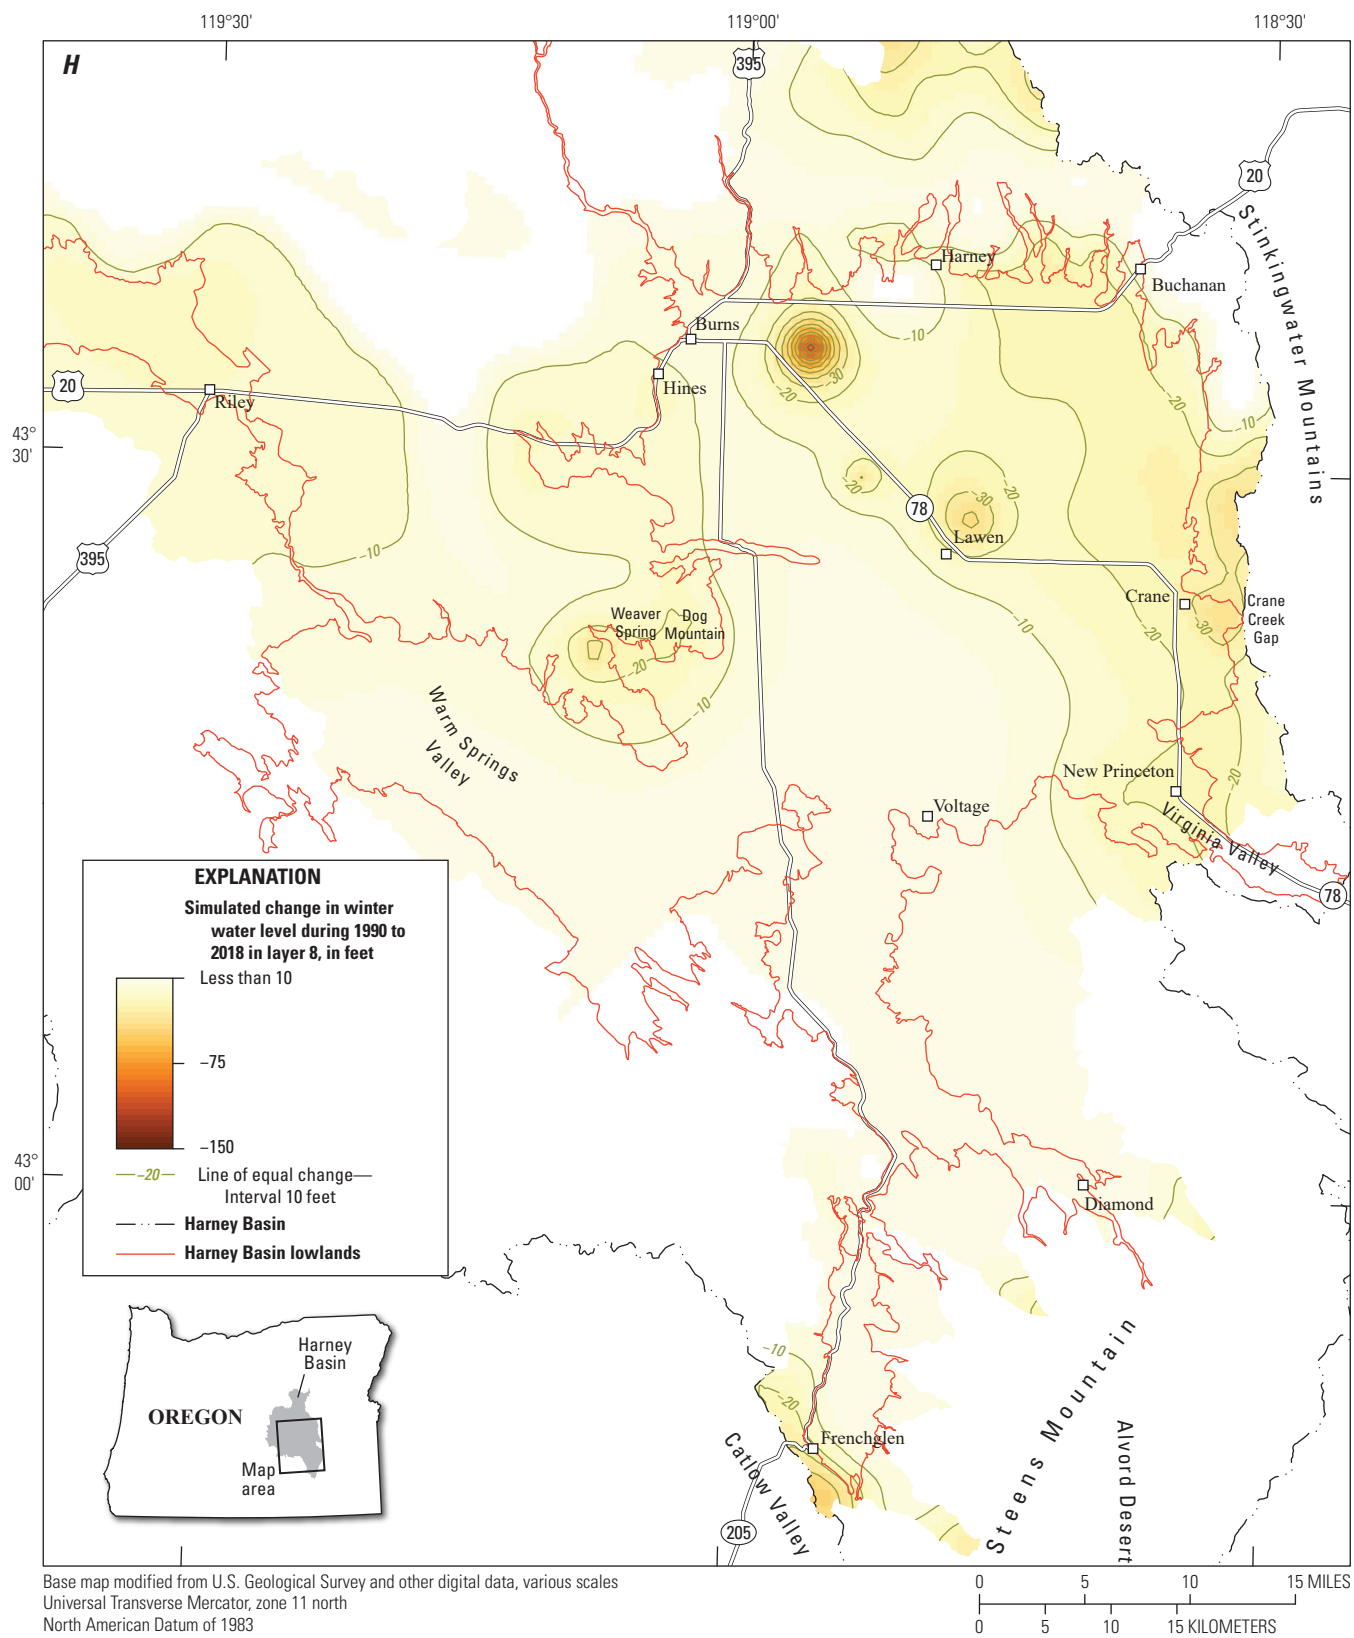 119°30'
119°00'
118°30'
H
395
20
Stinkingwater Mountains
Harney
Buchanan
–10
Burns
–30
–20
Hines
20
Riley
–20
–10
43°
30'
–20
–30
–20
78
Lawen
395
–10
Crane
–30
Crane
Creek
Gap
Weaver
Spring
Dog
Mountain
–10
–20
–20
–10
Warm Springs
Valley
New Princeton
–20
Voltage
Virginia Valley
78
EXPLANATION
Simulated change in winter
water level during 1990 to
2018 in layer 8, in feet
Less than 10
–75
–150
–20 Line of equal change—
Interval 10 feet
Harney Basin
Harney Basin lowlands
43°
00'
Diamond
Harney
Basin
OREGON
Map
area
–10
–20
Frenchglen
Catlow Valley
205
Steens Mountain
Alvord Desert
Base map modified from U.S. Geological Survey and other digital data, various scales
Universal Transverse Mercator, zone 11 north
North American Datum of 1983
0 5 10 15 MILES
0 5 10 15 KILOMETERS